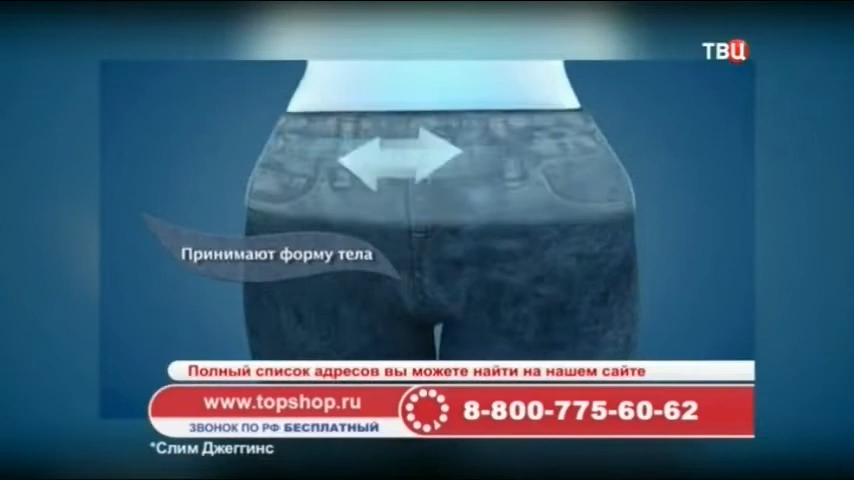 ТВЦ
Принимают форму тела
Полный список адресов вы можете найти на нашем сайте
www.topshop.ru
8-800-775-60-62
ЗВОНОК ПО РФ БЕСПЛАТНЫЙ
*Слим Джеггинс